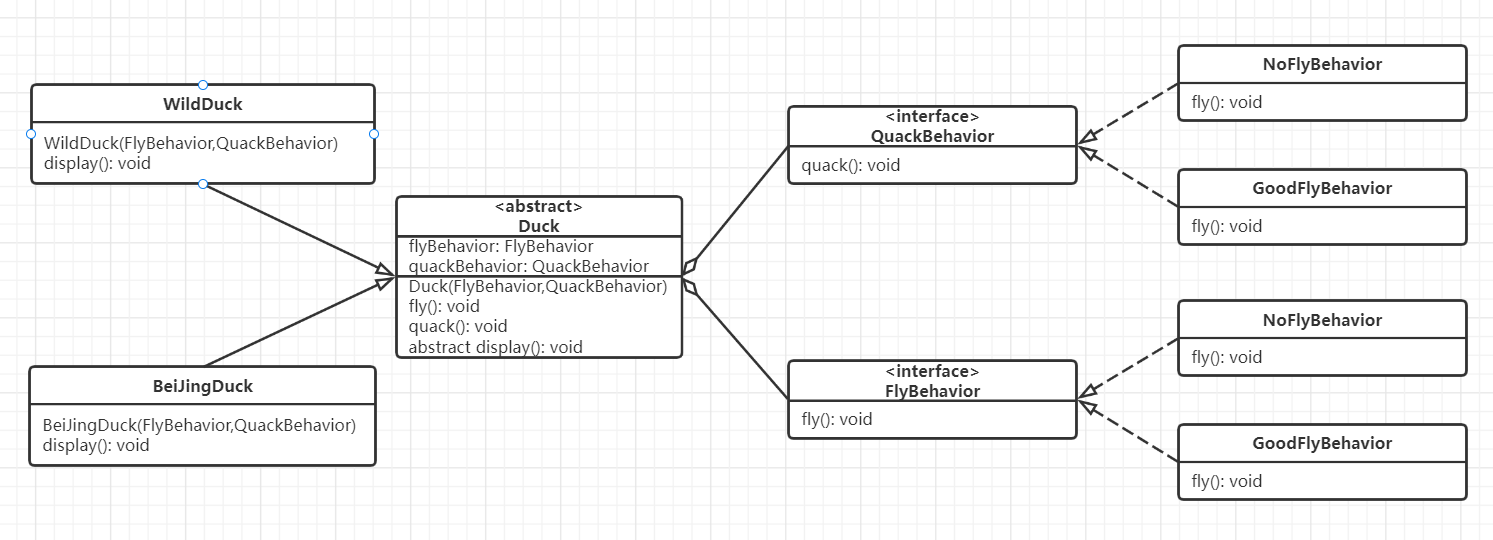 WildDuck
WildDuck(FlyBehavior,QuackBehavior)
display(): void
BeiJingDuck
BeiJingDuck(FlyBehavior,QuackBehavior)
display(): void
<abstract>
Duck
flyBehavior: FlyBehavior
quackBehavior: QuackBehavior
Duck(FlyBehavior,QuackBehavior)
fly(): void
quack(): void
abstract display(): void
<interface>
QuackBehavior
quack(): void
<interface>
FlyBehavior
fly(): void
NoFlyBehavior
fly(): void
GoodFlyBehavior
fly(): void
NoFlyBehavior
fly(): void
GoodFlyBehavior
fly(): void